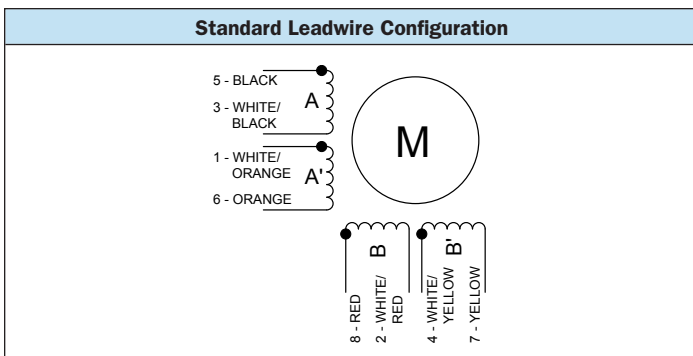 Standard Leadwire Configuration
5 - BLACK
3 - WHITE/
BLACK
A
1 - WHITE/
ORANGE
A'
6 - ORANGE
M
B
B'
8 - RED
2 - WHITE/
RED
4 - WHITE/
YELLOW
7 - YELLOW